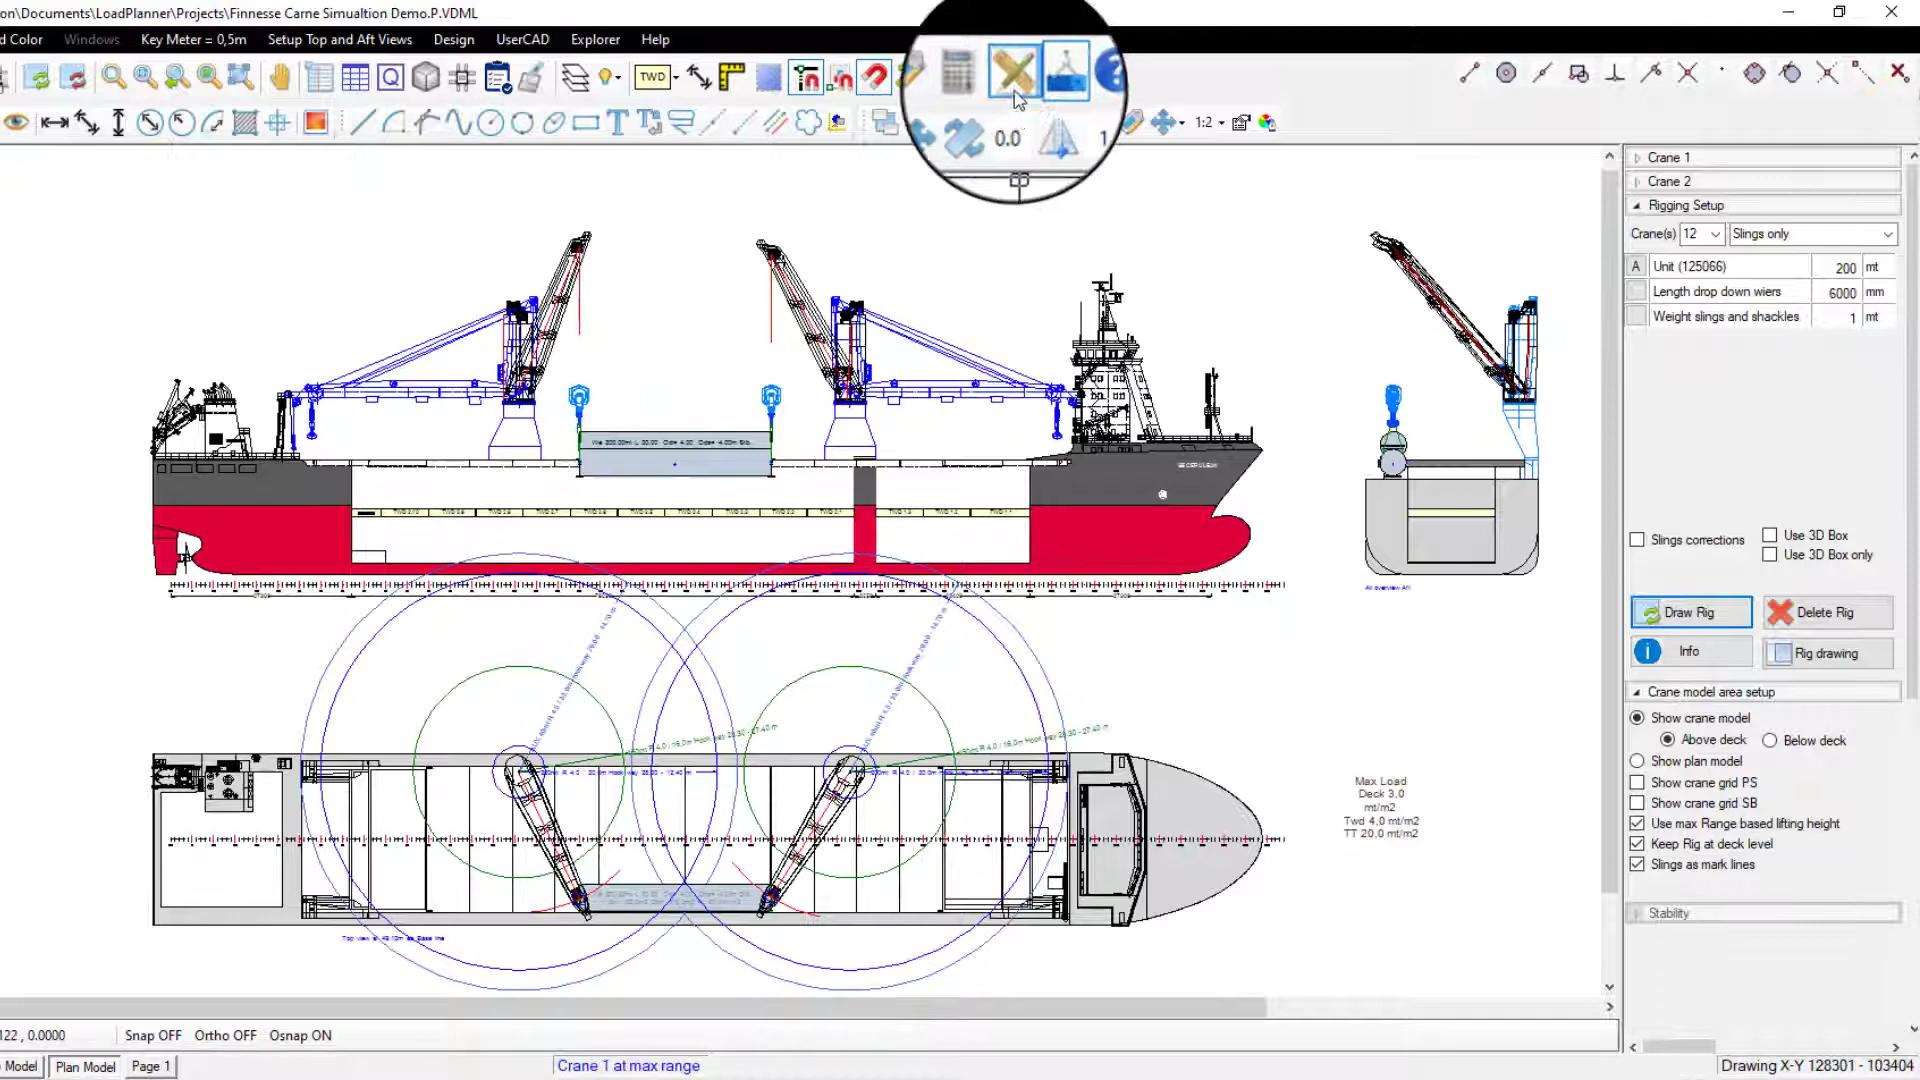 on\Documents\LoadPlanner\Projects\Finnesse Carne Simualtion Demo.P.VDML
d Color Windows Key Meter = 0,5m Setup Top and Aft Views Design UserCAD Explorer Help
TWD
0.0 1 1:2
Crane 1
Crane 2
Rigging Setup
Crane(s) 12 Slings only
A Unit (125066) 200 mt
Length drop down wiers 6000 mm
Weight slings and shackles 1 mt
Slings corrections
Use 3D Box
Use 3D Box only
Draw Rig Delete Rig
Info Rig drawing
Crane model area setup
Show crane model
Above deck Below deck
Show plan model
Show crane grid PS
Show crane grid SB
Use max Range based lifting height
Keep Rig at deck level
Slings as mark lines
Stability
Max Load
Deck 3,0
mt/m2
Twd 4,0 mt/m2
TT 20,0 mt/m2
122 , 0.0000 Snap OFF Ortho OFF Osnap ON
Model Plan Model Page 1 Crane 1 at max range Drawing X-Y 128301 - 103404